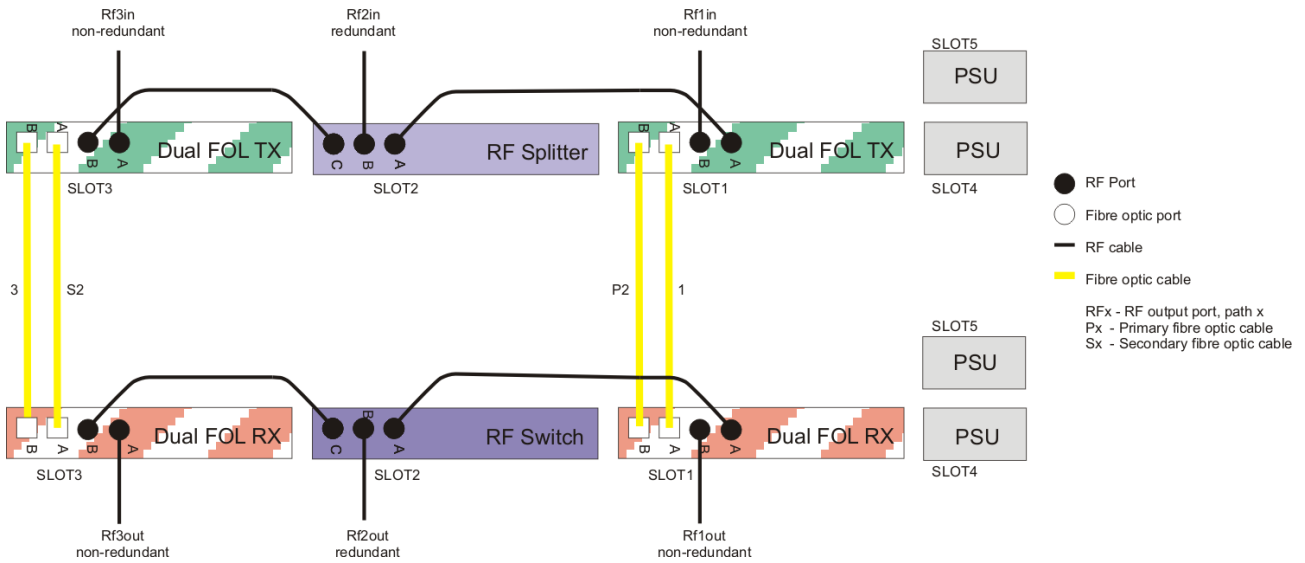 Rf3in
non-redundant
Rf2in
redundant
Rf1in
non-redundant
SLOT5
PSU
B
A
B
A
Dual FOL TX
SLOT3
C
B
A
RF Splitter
SLOT2
B
A
B
A
Dual FOL TX
SLOT1
PSU
SLOT4
RF Port
Fibre optic port
RF cable
Fibre optic cable
RFx - RF output port, path x
Px - Primary fibre optic cable
Sx - Secondary fibre optic cable
3
S2
P2
1
SLOT5
PSU
B
A
B
A
Dual FOL RX
SLOT3
C
B
A
RF Switch
SLOT2
B
A
B
A
Dual FOL RX
SLOT1
PSU
SLOT4
Rf3out
non-redundant
Rf2out
redundant
Rf1out
non-redundant